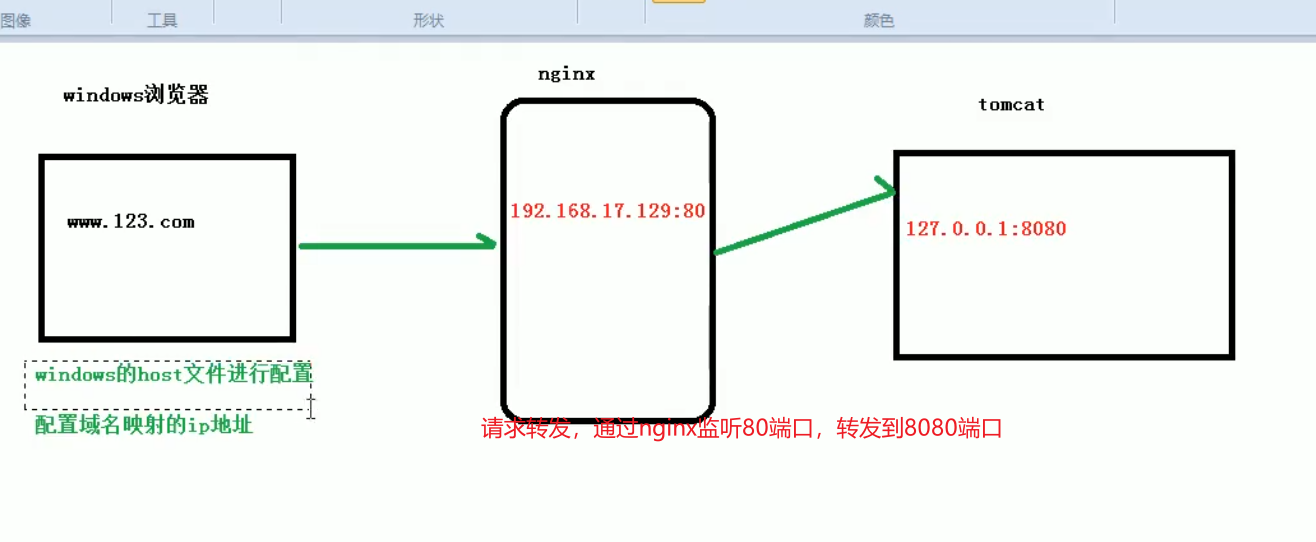 图像
工具
形状
颜色
windows浏览器
nginx
tomcat
www.123.com
192.168.17.129:80
127.0.0.1:8080
windows的host文件进行配置
配置域名映射的ip地址
请求转发，通过nginx监听80端口，转发到8080端口